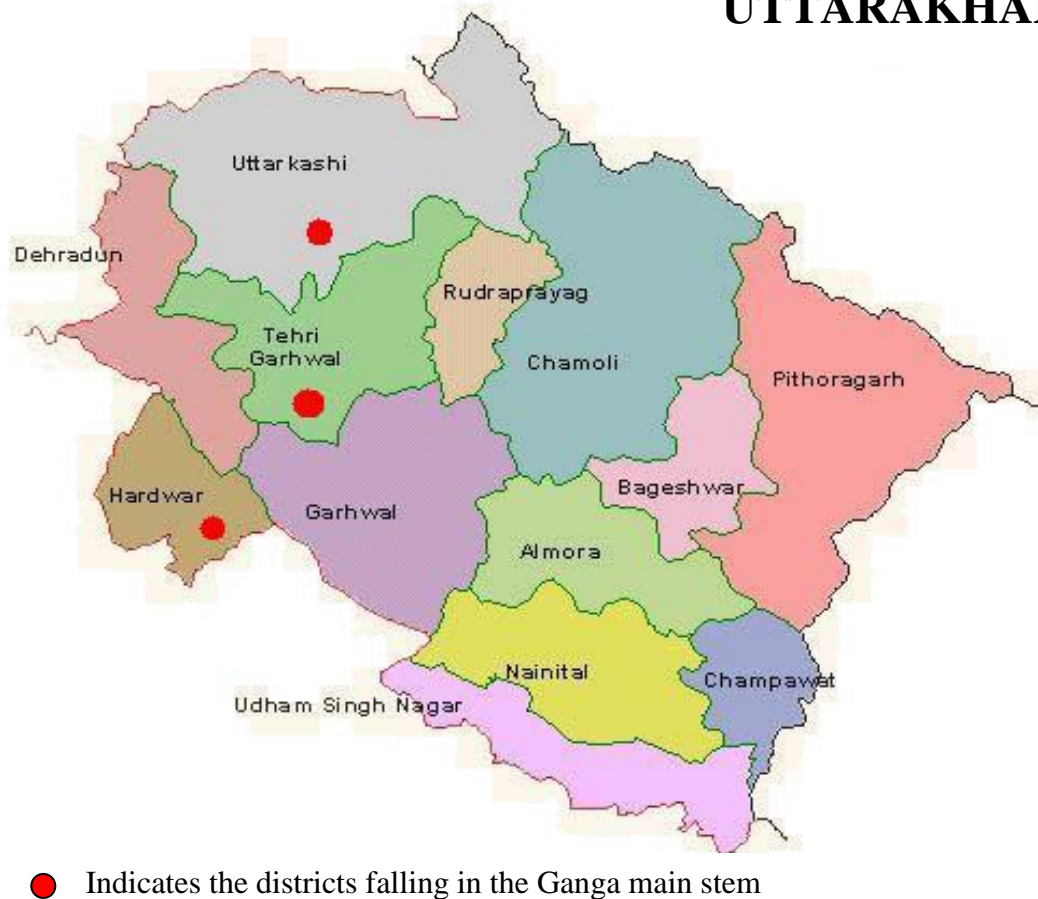 UTTARAKHA
Uttarkashi
Dehradun
Rudraprayag
Tehri
Garhwal
Chamoli
Pithoragarh
Hardwar
Bageshwar
Garhwal
Almora
Nainital
Champawat
Udham Singh Nagar
Indicates the districts falling in the Ganga main stem